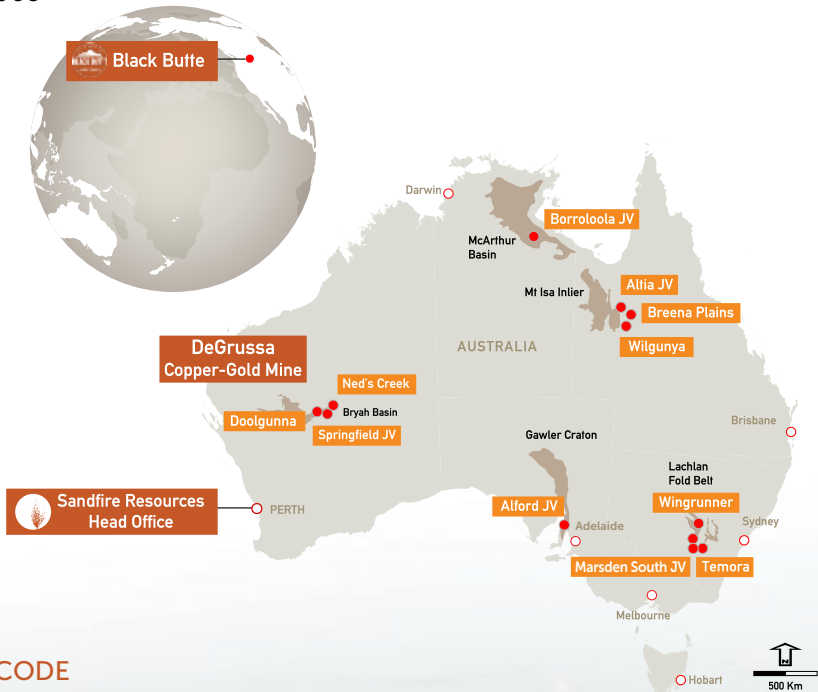 Black Butte
Darwin
Borroloola JV
McArthur
Basin
Altia JV
Mt Isa Inlier
Breena Plains
Wilgunya
AUSTRALIA
DeGrussa
Copper-Gold Mine
Ned's Creek
Bryah Basin
Doolgunna
Springfield JV
Brisbane
Gawler Craton
Lachlan
Fold Belt
Wingrunner
Sandfire Resources
Head Office
PERTH
Alford JV
Adelaide
Sydney
Marsden South JV
Temora
Melbourne
CODE
Hobart
N
500 Km